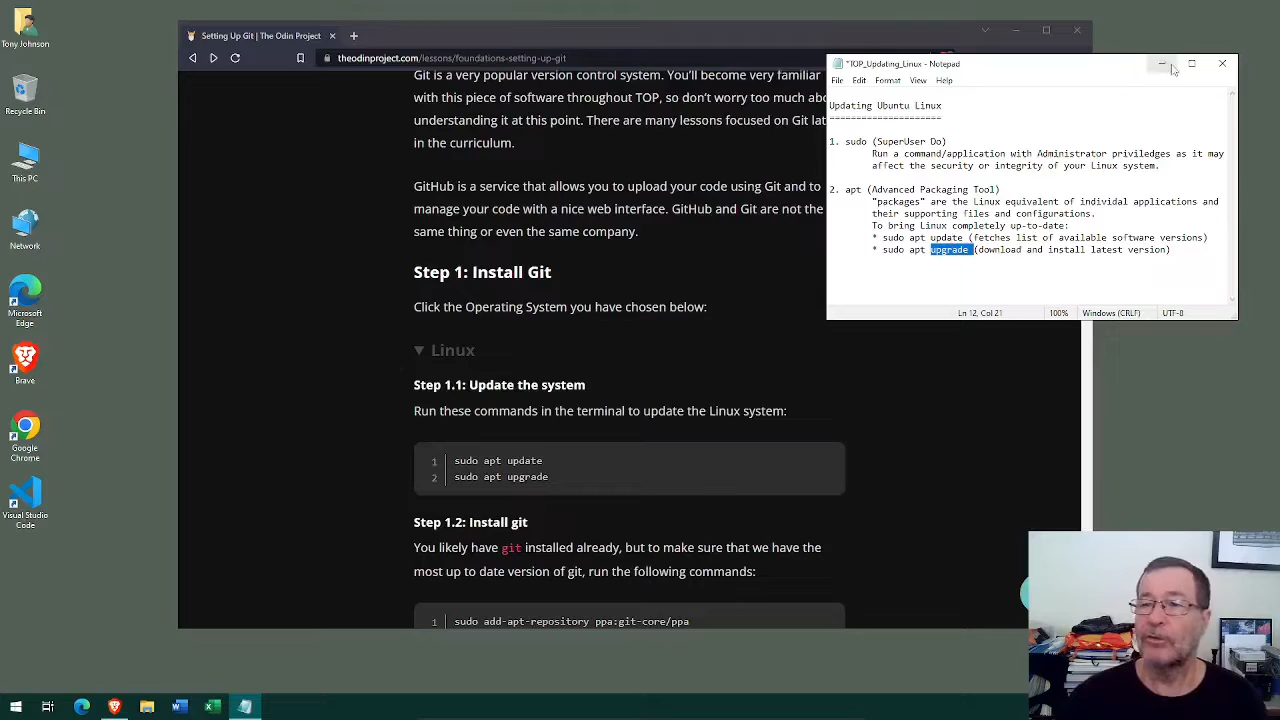 Tony Johnson
Recycle Bin
This PC
Network
Microsoft
Edge
Brave
Google
Chrome
Visual Studio
Code
Setting Up Git | The Odin Project
theodinproject.com/lessons/foundations-setting-up-git
Git is a very popular version control system. You'll become very familiar
with this piece of software throughout TOP, so don't worry too much abo
understanding it at this point. There are many lessons focused on Git lat
in the curriculum.
GitHub is a service that allows you to upload your code using Git and to
manage your code with a nice web interface. GitHub and Git are not the
same thing or even the same company.
Step 1: Install Git
Click the Operating System you have chosen below:
Linux
Step 1.1: Update the system
Run these commands in the terminal to update the Linux system:
1 sudo apt update
2 sudo apt upgrade
Step 1.2: Install git
You likely have git installed already, but to make sure that we have the
most up to date version of git, run the following commands:
1 sudo add-apt-repository ppa:git-core/ppa
*TOP_Updating_Linux - Notepad
File Edit Format View Help
Updating Ubuntu Linux
=====================
1. sudo (SuperUser Do)
Run a command/application with Administrator priviledges as it may
affect the security or integrity of your Linux system.
2. apt (Advanced Packaging Tool)
"packages" are the Linux equivalent of individal applications and
their supporting files and configurations.
To bring Linux completely up-to-date:
* sudo apt update (fetches list of available software versions)
* sudo apt upgrade (download and install latest version)
Ln 12, Col 21 100% Windows (CRLF) UTF-8